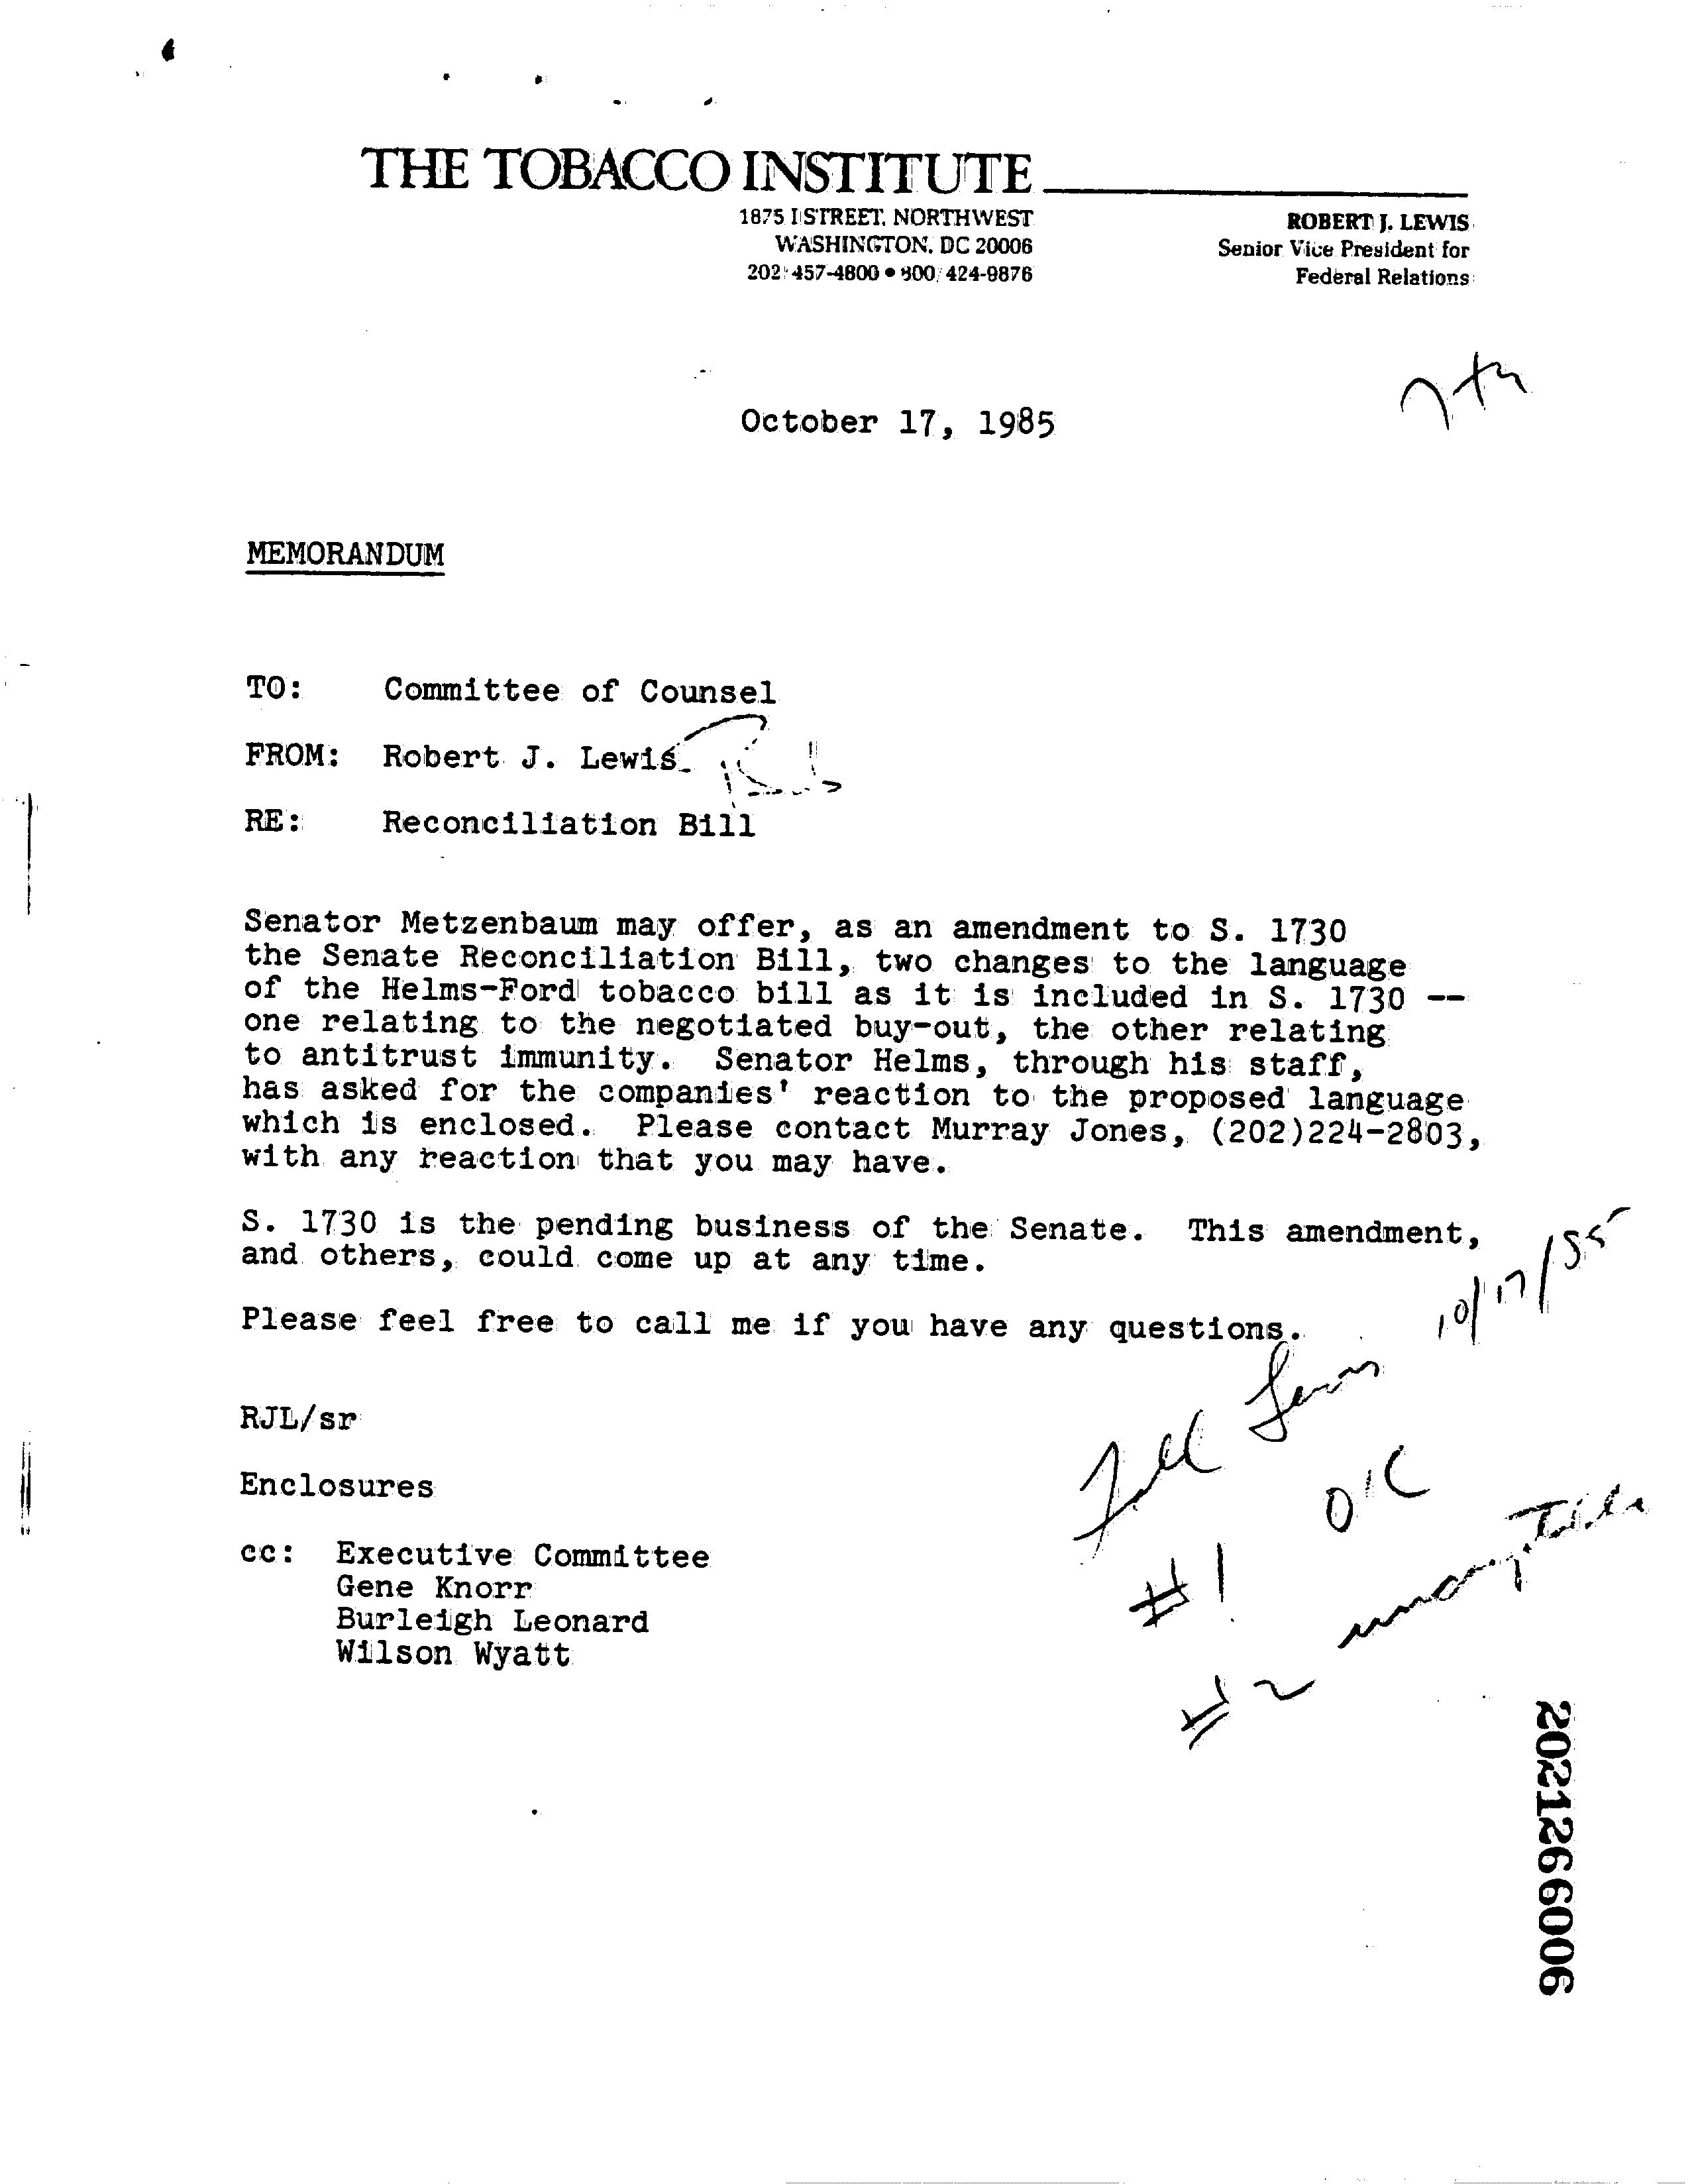 THE TOBACCO INSTITUTE
1875 I STREET, NORTHWEST
WASHINGTON, DC 20006
202/457-4800 • 800/424-9876
ROBERT J. LEWIS
Senior Vice President for
Federal Relations
October 17, 1985
MEMORANDUM
TO: Committee of Counsel
FROM: Robert J. Lewis
RE: Reconciliation Bill
Senator Metzenbaum may offer, as an amendment to S. 1730
the Senate Reconciliation Bill, two changes to the language
of the Helms-Ford tobacco bill as it is included in S. 1730 --
one relating to the negotiated buy-out, the other relating
to antitrust immunity. Senator Helms, through his staff,
has asked for the companies' reaction to the proposed language
which is enclosed. Please contact Murray Jones, (202)224-2803,
with any reaction that you may have.
S. 1730 is the pending business of the Senate. This amendment,
and others, could come up at any time.
Please feel free to call me if you have any questions.
10/17/85
RJL/sr
Enclosures
OK
#1
#2
cc: Executive Committee
Gene Knorr
Burleigh Leonard
Wilson Wyatt
2021266006